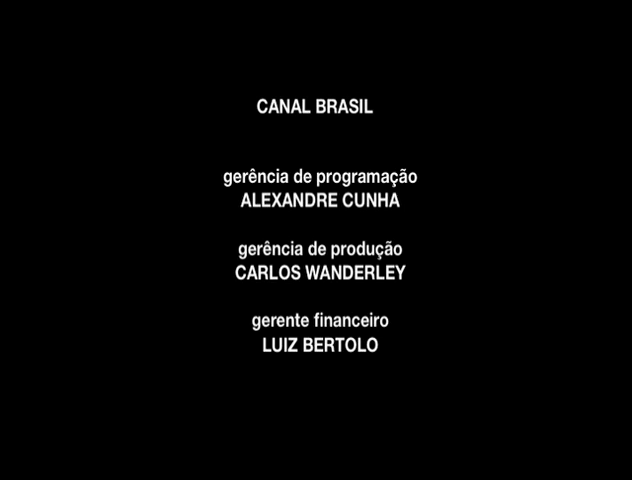 CANAL BRASIL
gerência de programação
ALEXANDRE CUNHA
gerência de produção
CARLOS WANDERLEY
gerente financeiro
LUIZ BERTOLO